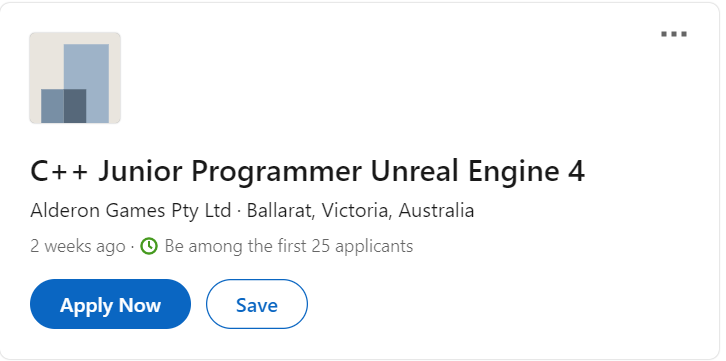 C++ Junior Programmer Unreal Engine 4
Alderon Games Pty Ltd · Ballarat, Victoria, Australia
2 weeks ago · Be among the first 25 applicants
Apply Now
Save